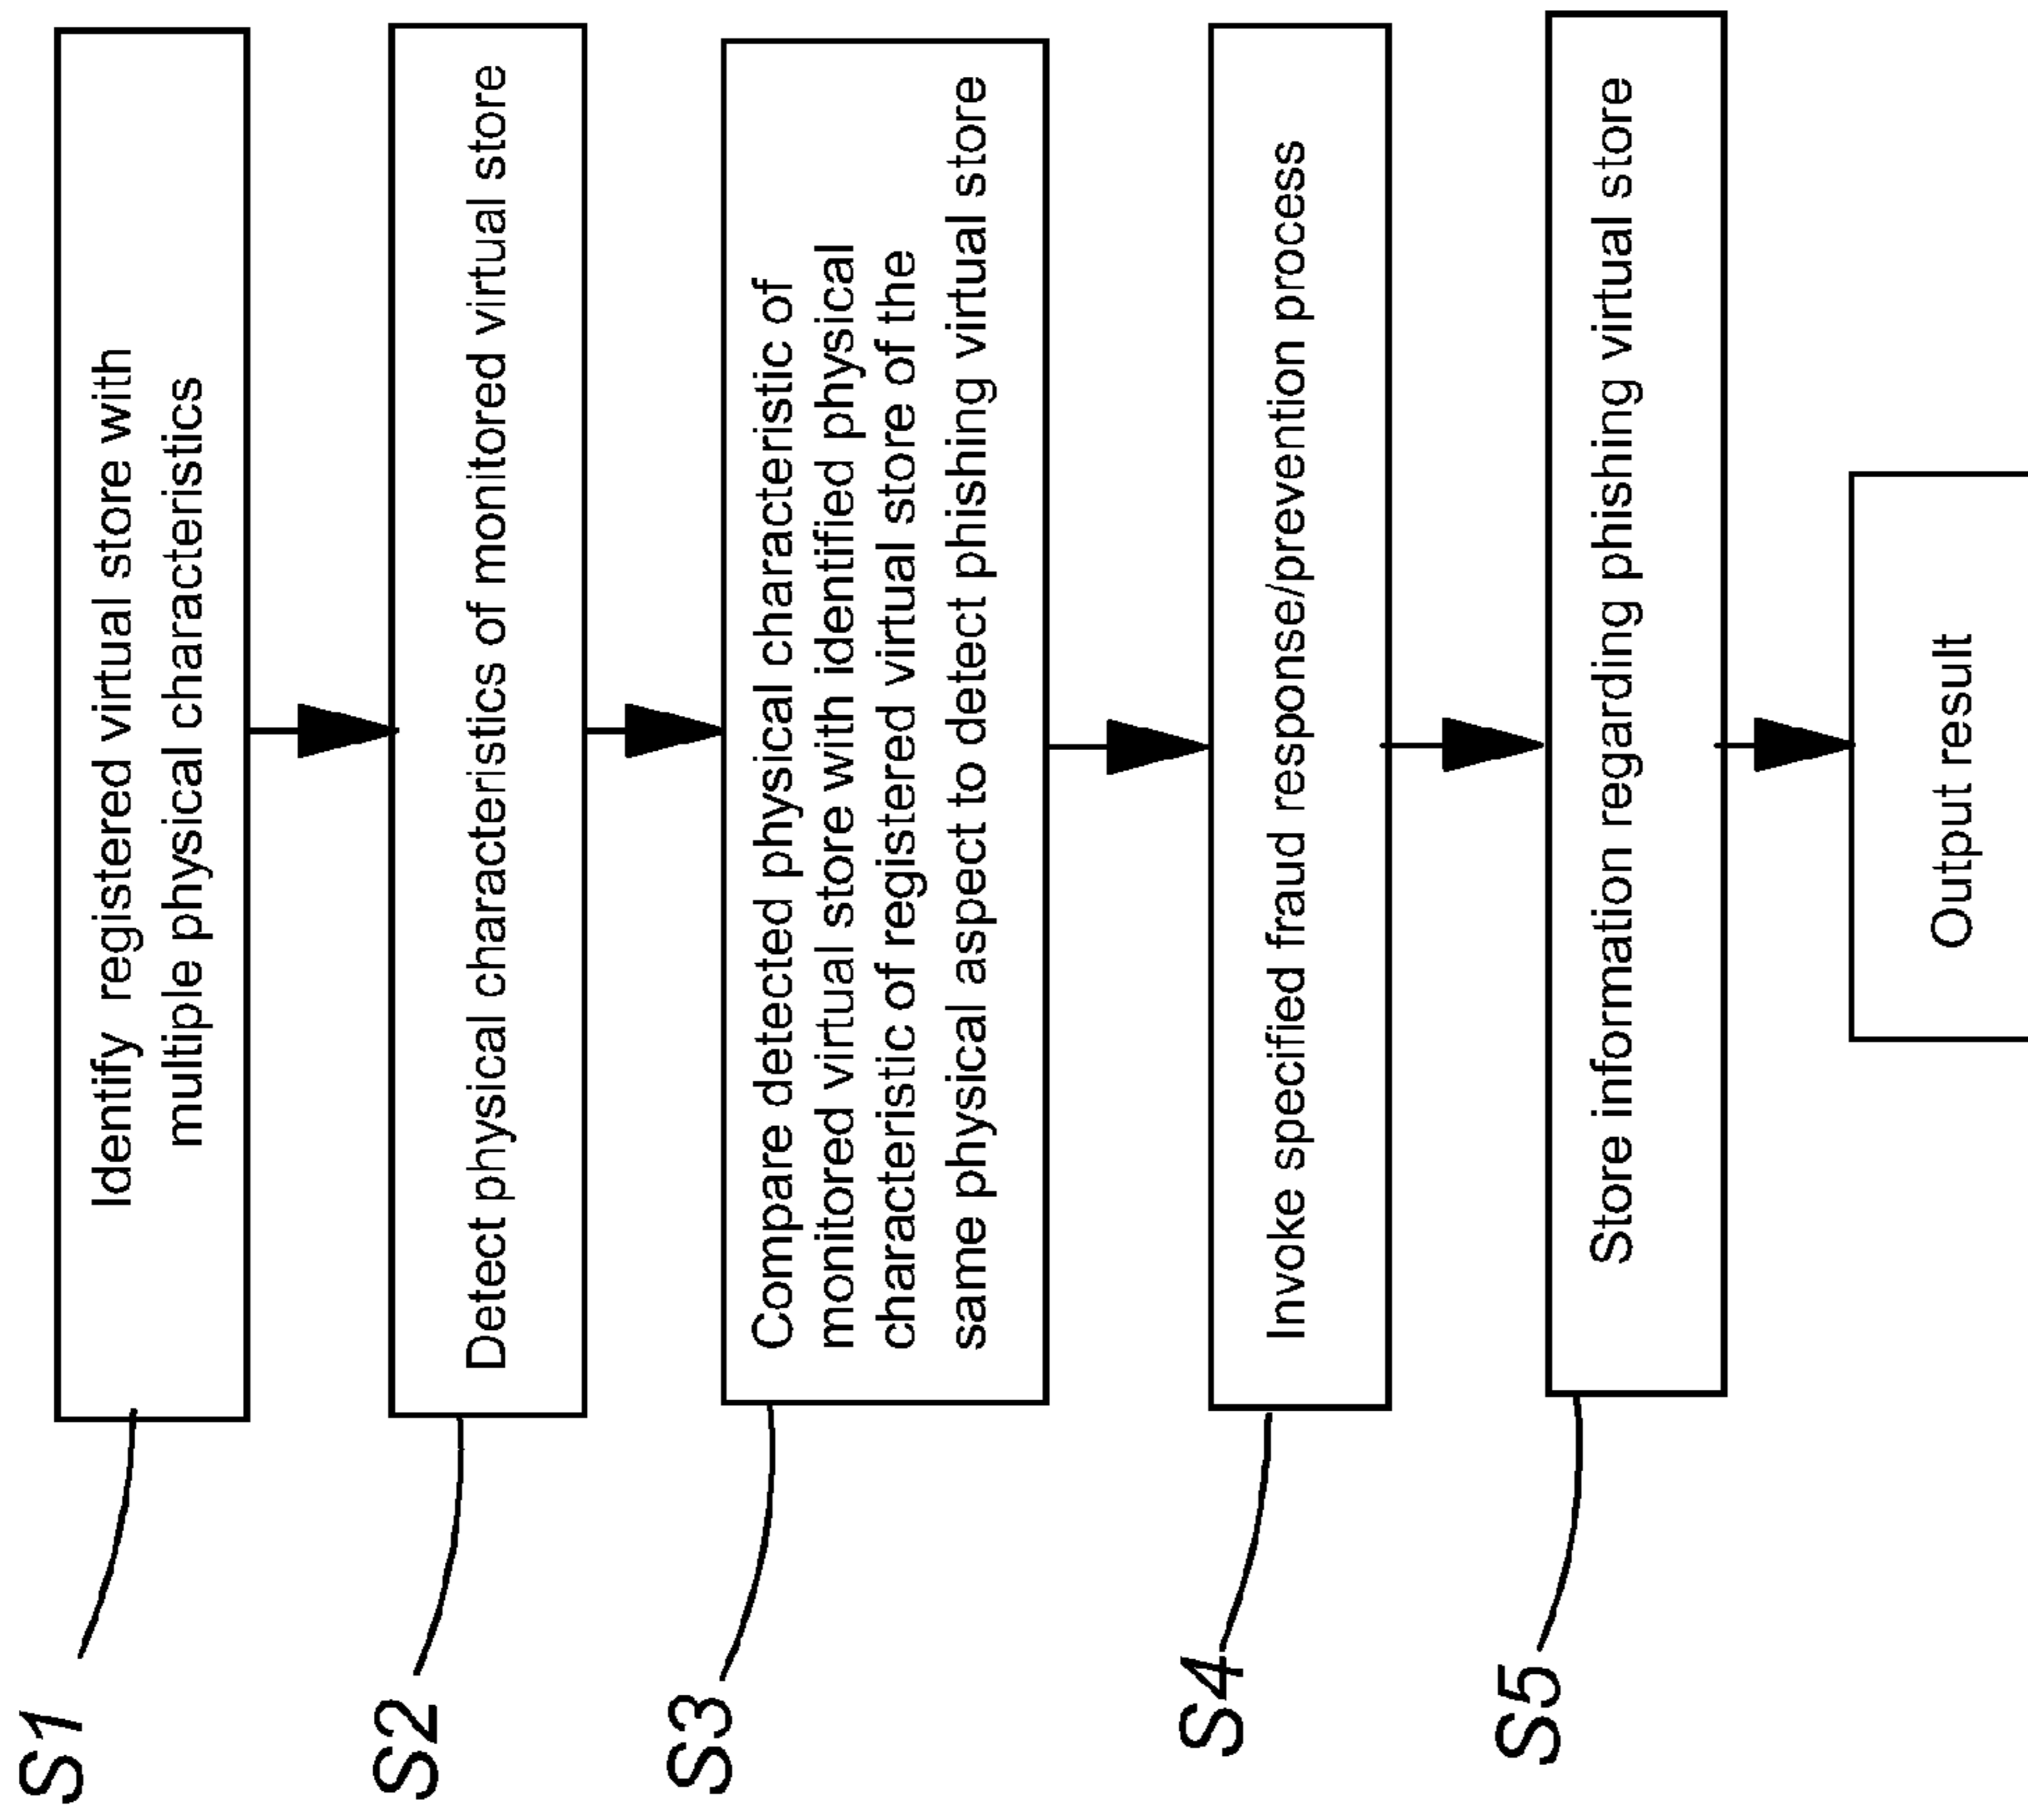 S1
Identify registered virtual store with
multiple physical characteristics
S2
Detect physical characteristics of monitored virtual store
S3
Compare detected physical characteristic of
monitored virtual store with identified physical
characteristic of registered virtual store of the
same physical aspect to detect phishing virtual store
S4
Invoke specified fraud response/prevention process
S5
Store information regarding phishing virtual store
Output result